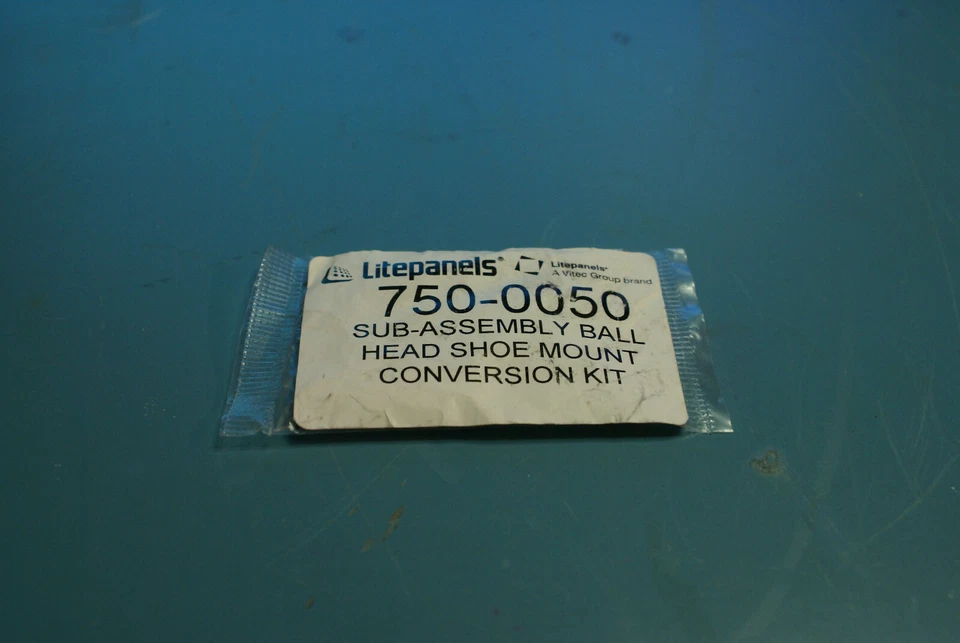 Litepanels®
Litepanels®
A Vitec Group brand
750-0050
SUB-ASSEMBLY BALL
HEAD SHOE MOUNT
CONVERSION KIT